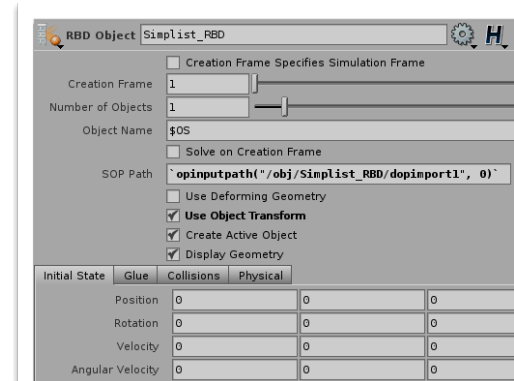 RBD Object Simplist_RBD
Creation Frame Specifies Simulation Frame
Creation Frame 1
Number of Objects 1
Object Name $OS
Solve on Creation Frame
SOP Path `opinputpath("/obj/Simplist_RBD/dopimport1", 0)`
Use Deforming Geometry
Use Object Transform
Create Active Object
Display Geometry
Initial State Glue Collisions Physical
Position 0 0 0
Rotation 0 0 0
Velocity 0 0 0
Angular Velocity 0 0 0